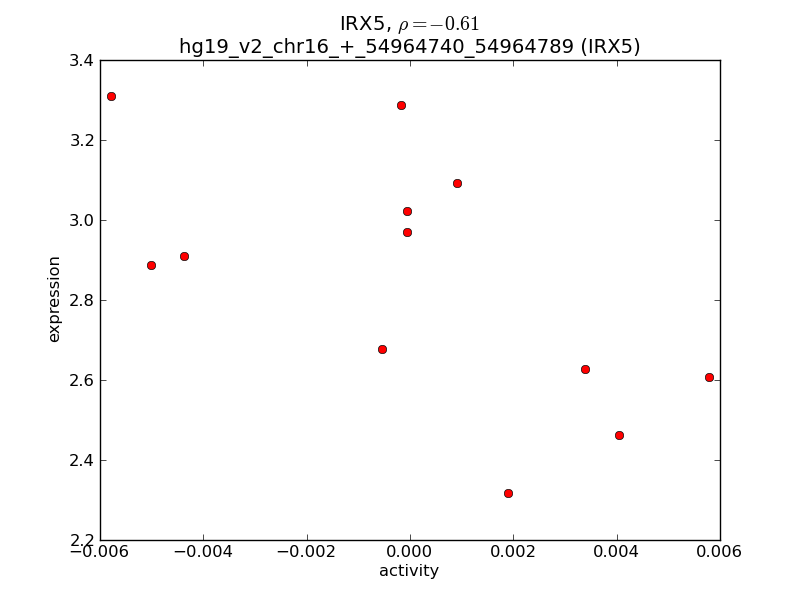 IRX5, ρ = −0.61
hg19_v2_chr16_+_54964740_54964789 (IRX5)
3.4
3.2
3.0
2.8
2.6
2.4
2.2
expression
−0.006 −0.004 −0.002 0.000 0.002 0.004 0.006
activity